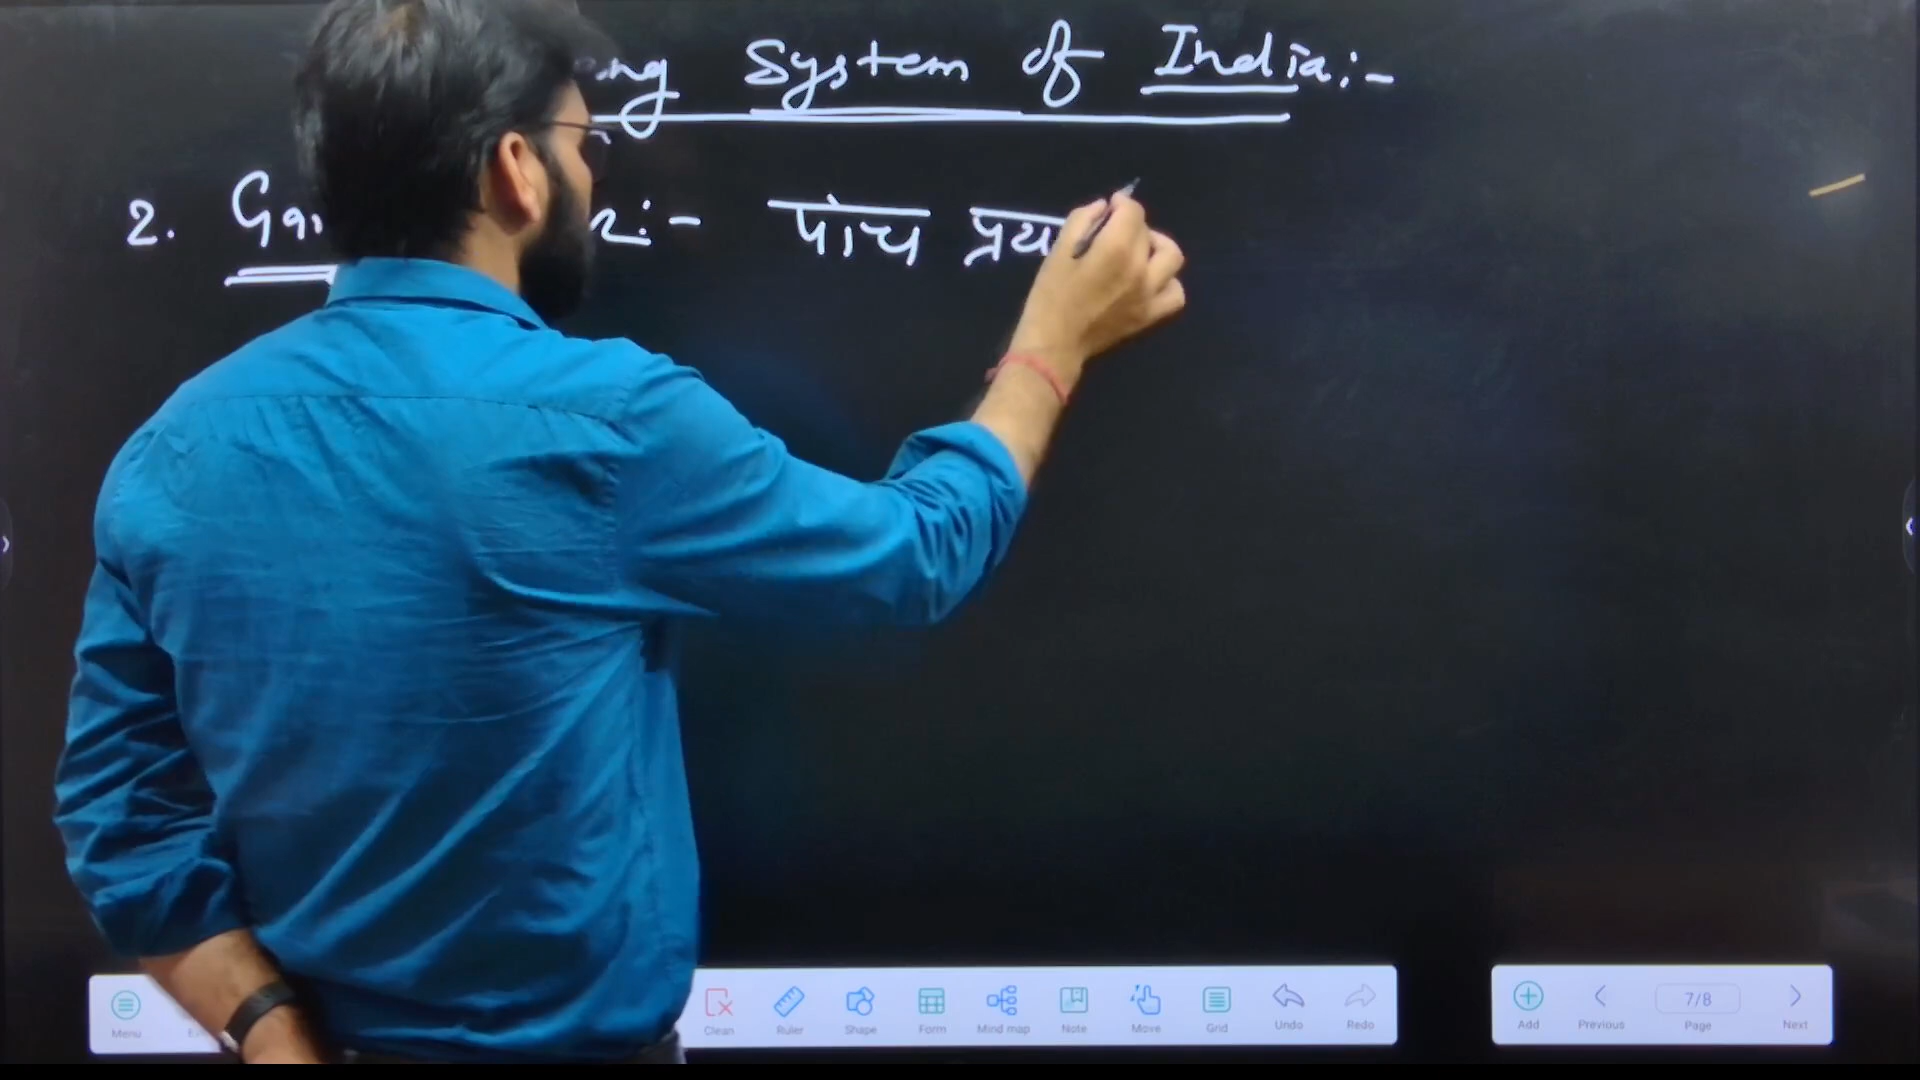 System of India:-
2. :- पांच
Menu
Clean Ruler Shape Form Mind map Note Move Grid Undo Redo
Add Previous 7/8 Page Next